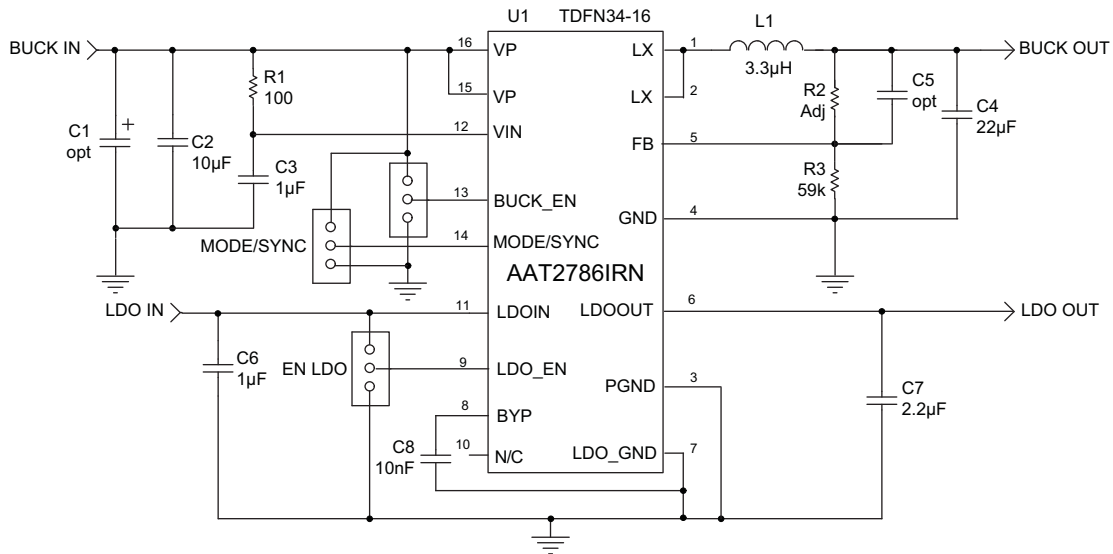 U1 TDFN34-16
L1
3.3µH
BUCK IN
BUCK OUT
16 VP
LX 1
15 VP
LX 2
R1
100
12 VIN
FB 5
C1
opt
+
C2
10µF
C3
1µF
R2
Adj
C5
opt
C4
22µF
R3
59k
13 BUCK_EN
GND 4
MODE/SYNC
14 MODE/SYNC
AAT2786IRN
LDO IN
11 LDOIN
LDOOUT 6
LDO OUT
C6
1µF
EN LDO
9 LDO_EN
PGND 3
C7
2.2µF
8 BYP
C8
10nF
10 N/C
LDO_GND 7